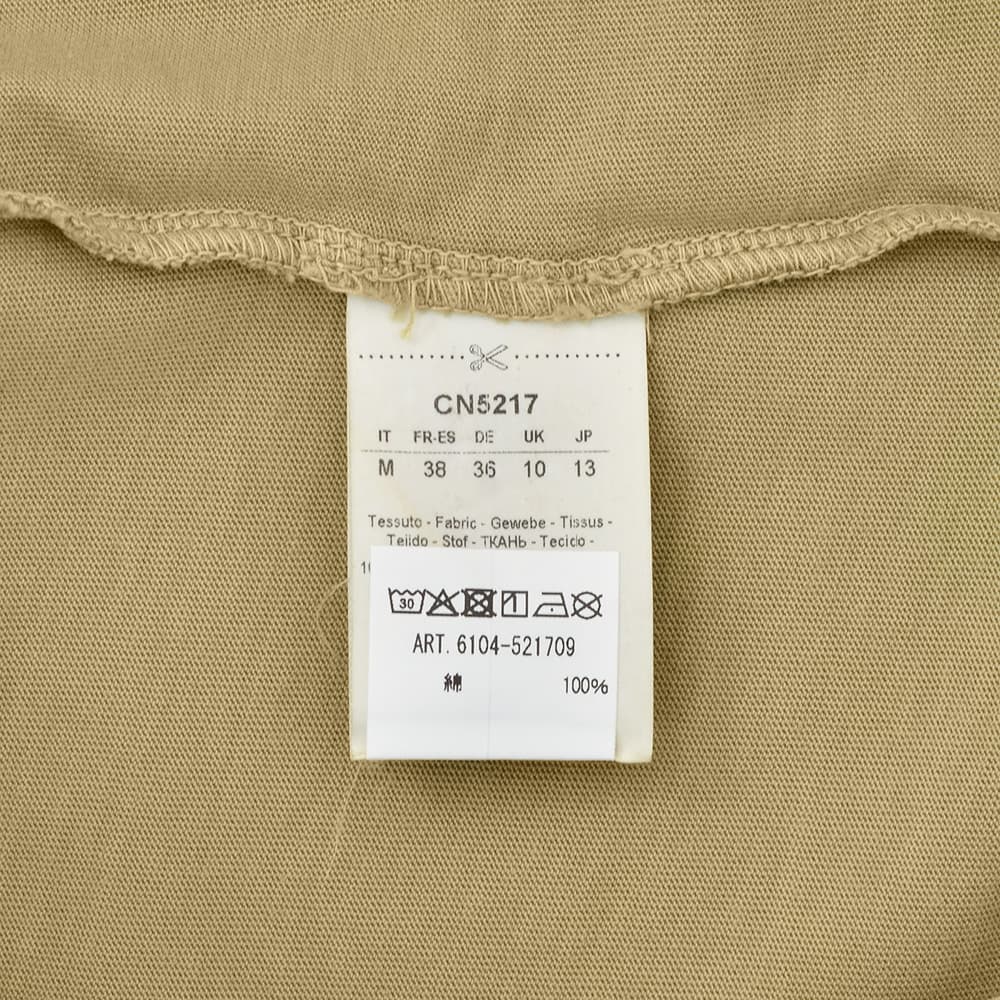 CN5217
IT FR-ES DE UK JP
M 38 36 10 13
Tessuto - Fabric - Gewebe - Tissus -
Tejido - Stof - ТКАНЬ - Tecido -
30
ART. 6104-521709
綿 100%